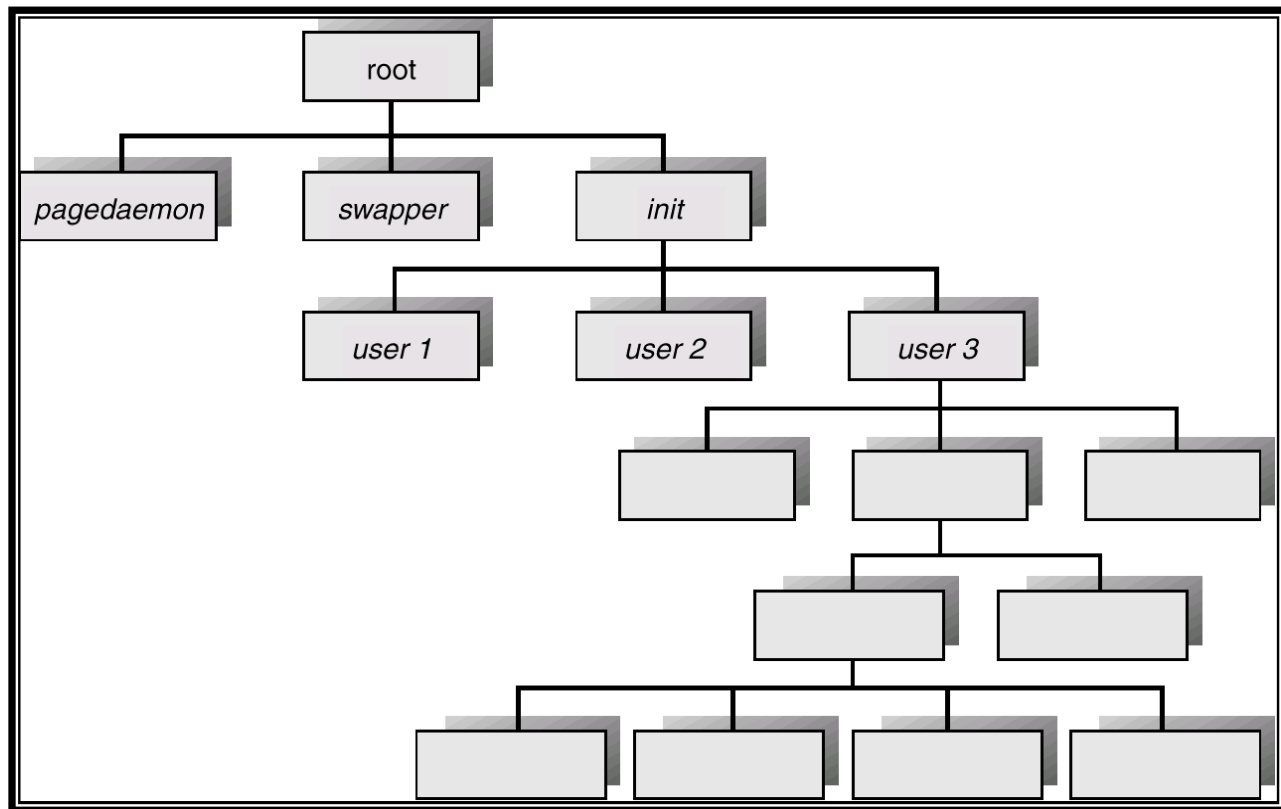 root
pagedaemon
swapper
init
user 1
user 2
user 3